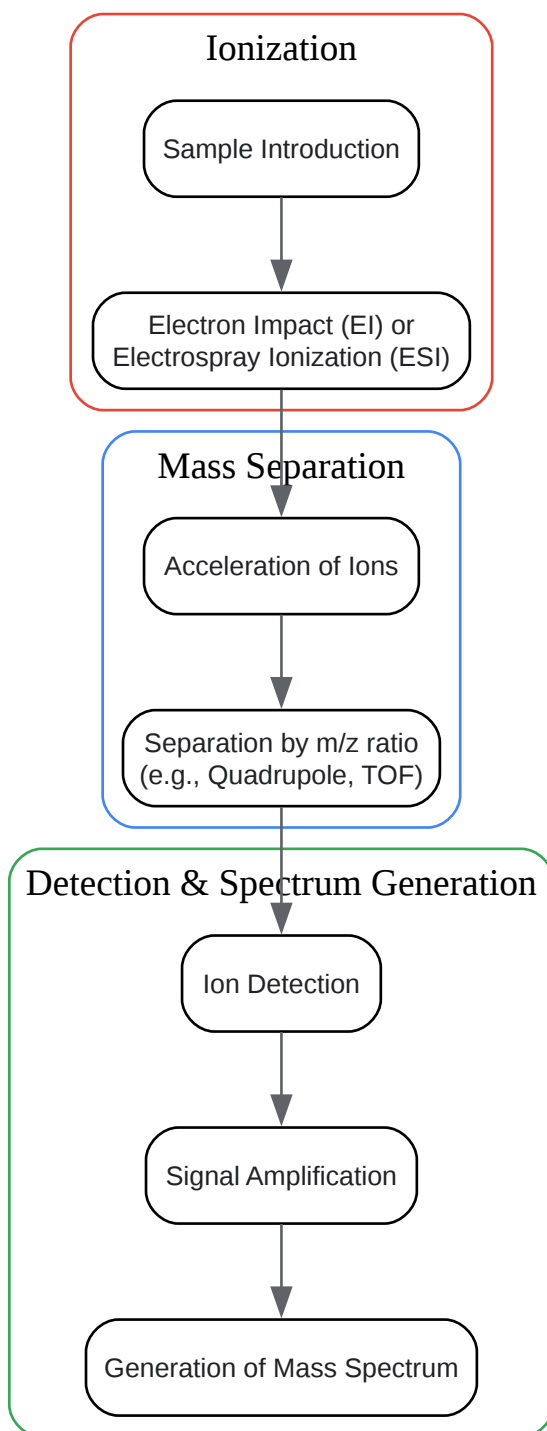 Ionization
Sample Introduction
Electron Impact (EI) or
Electrospray Ionization (ESI)
Mass Separation
Acceleration of Ions
Separation by m/z ratio
(e.g., Quadrupole, TOF)
Detection & Spectrum Generation
Ion Detection
Signal Amplification
Generation of Mass Spectrum